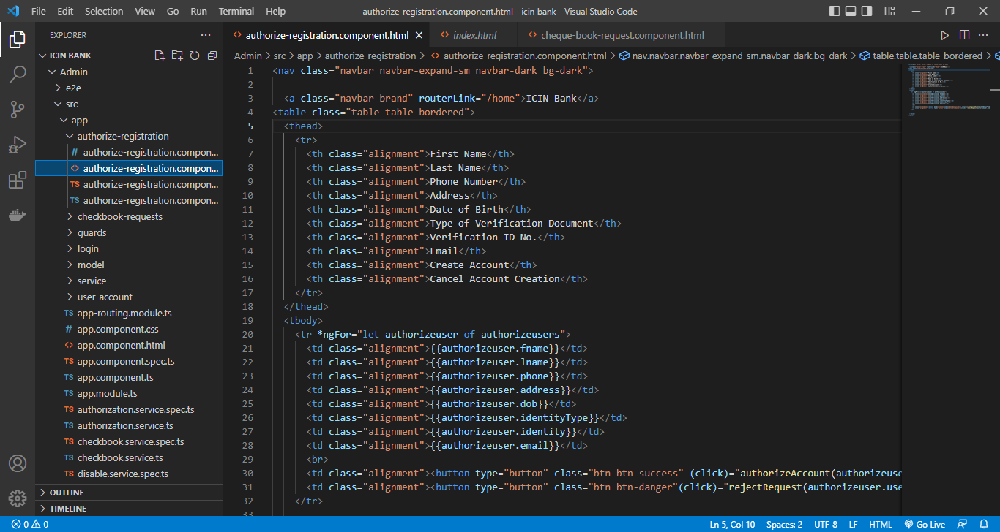 File Edit Selection View Go Run Terminal Help
authorize-registration.component.html - icin bank - Visual Studio Code
EXPLORER
ICIN BANK
Admin
e2e
src
app
authorize-registration
# authorize-registration.compon...
<> authorize-registration.compon...
TS authorize-registration.compon...
TS authorize-registration.compon...
checkbook-requests
guards
login
model
service
user-account
TS app-routing.module.ts
# app.component.css
<> app.component.html
TS app.component.spec.ts
TS app.component.ts
TS app.module.ts
TS authorization.service.spec.ts
TS authorization.service.ts
TS checkbook.service.spec.ts
TS checkbook.service.ts
TS disable.service.spec.ts
OUTLINE
TIMELINE
<> authorize-registration.component.html <> index.html <> cheque-book-request.component.html
Admin > src > app > authorize-registration > <> authorize-registration.component.html > nav.navbar.navbar-expand-sm.navbar-dark.bg-dark > table.table.table-bordered >
1 <nav class="navbar navbar-expand-sm navbar-dark bg-dark">
2
3 <a class="navbar-brand" routerLink="/home">ICIN Bank</a>
4 <table class="table table-bordered">
5 <thead>
6 <tr>
7 <th class="alignment">First Name</th>
8 <th class="alignment">Last Name</th>
9 <th class="alignment">Phone Number</th>
10 <th class="alignment">Address</th>
11 <th class="alignment">Date of Birth</th>
12 <th class="alignment">Type of Verification Document</th>
13 <th class="alignment">Verification ID No.</th>
14 <th class="alignment">Email</th>
15 <th class="alignment">Create Account</th>
16 <th class="alignment">Cancel Account Creation</th>
17 </tr>
18 </thead>
19 <tbody>
20 <tr *ngFor="let authorizeuser of authorizeusers">
21 <td class="alignment">{{authorizeuser.fname}}</td>
22 <td class="alignment">{{authorizeuser.lname}}</td>
23 <td class="alignment">{{authorizeuser.phone}}</td>
24 <td class="alignment">{{authorizeuser.address}}</td>
25 <td class="alignment">{{authorizeuser.dob}}</td>
26 <td class="alignment">{{authorizeuser.identityType}}</td>
27 <td class="alignment">{{authorizeuser.identity}}</td>
28 <td class="alignment">{{authorizeuser.email}}</td>
29 <br>
30 <td class="alignment"><button type="button" class="btn btn-success" (click)="authorizeAccount(authorizeuse
31 <td class="alignment"><button type="button" class="btn btn-danger"(click)="rejectRequest(authorizeuser.use
32 </tr>
33
0 0 Ln 5, Col 10 Spaces: 2 UTF-8 LF HTML Go Live